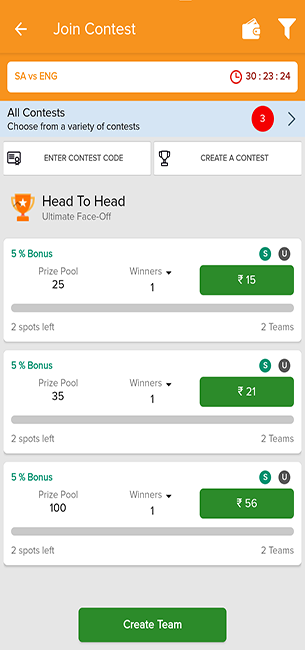 Join Contest
SA vs ENG
30 : 23 : 24
All Contests
Choose from a variety of contests
3
ENTER CONTEST CODE
CREATE A CONTEST
Head To Head
Ultimate Face-Off
5 % Bonus
S U
Prize Pool
Winners
₹ 15
25
1
2 spots left
2 Teams
5 % Bonus
S U
Prize Pool
Winners
₹ 21
35
1
2 spots left
2 Teams
5 % Bonus
S U
Prize Pool
Winners
₹ 56
100
1
2 spots left
2 Teams
Create Team